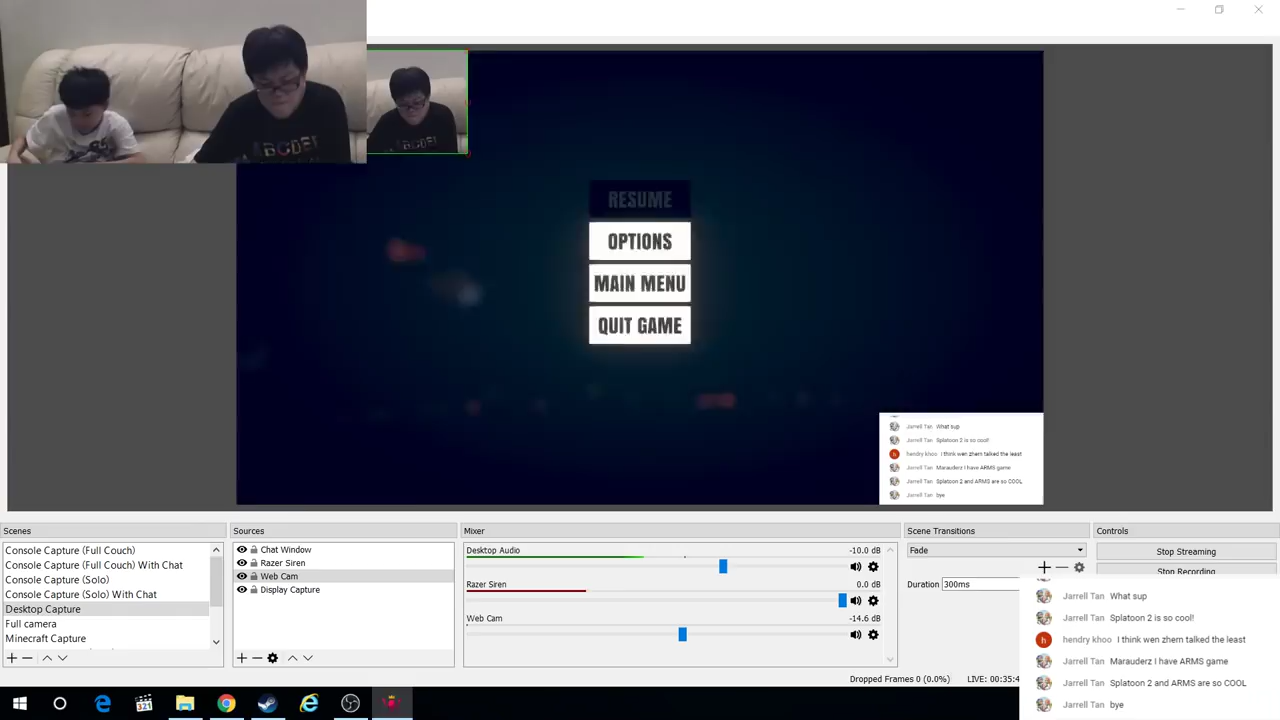 RESUME
OPTIONS
MAIN MENU
QUIT GAME
Jarrell Tan What sup
Jarrell Tan Splatoon 2 is so cool!
hendry khoo I think wen zhern talked the least
Jarrell Tan Marauderz I have ARMS game
Jarrell Tan Splatoon 2 and ARMS are so COOL
Jarrell Tan bye
Scenes
Console Capture (Full Couch)
Console Capture (Full Couch) With Chat
Console Capture (Solo)
Console Capture (Solo) With Chat
Desktop Capture
Full camera
Minecraft Capture
Sources
Chat Window
Razer Siren
Web Cam
Display Capture
Mixer
Desktop Audio -10.0 dB
Razer Siren 0.0 dB
Web Cam -14.6 dB
Scene Transitions
Fade
Duration 300ms
Controls
Stop Streaming
Stop Recording
Dropped Frames 0 (0.0%) LIVE: 00:35:4
Jarrell Tan What sup
Jarrell Tan Splatoon 2 is so cool!
h hendry khoo I think wen zhern talked the least
Jarrell Tan Marauderz I have ARMS game
Jarrell Tan Splatoon 2 and ARMS are so COOL
Jarrell Tan bye